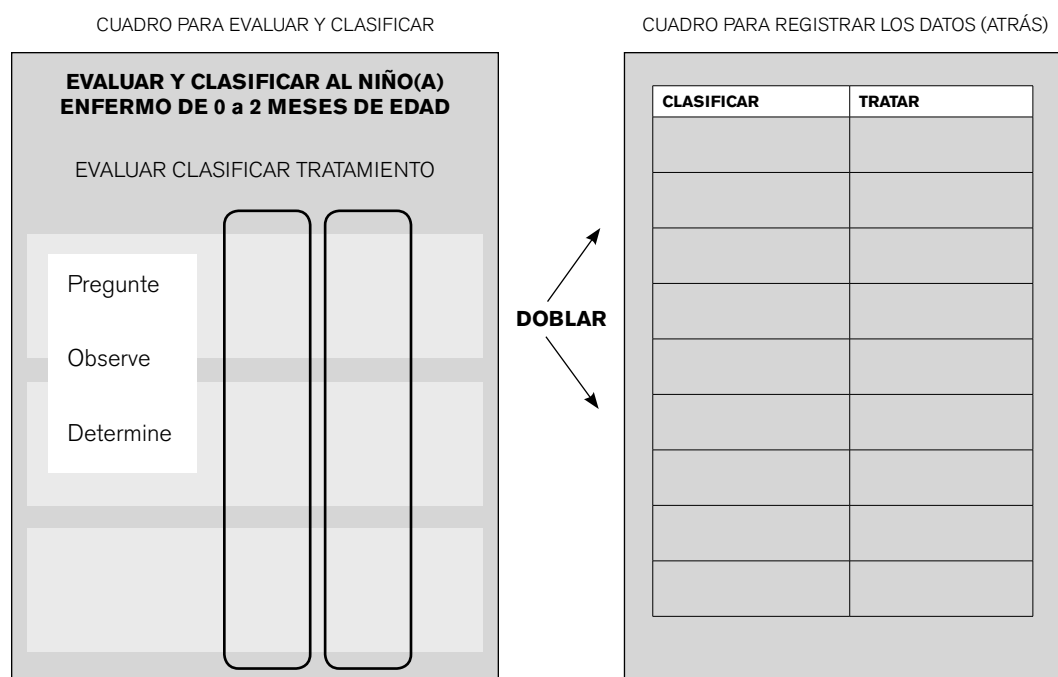 CUADRO PARA EVALUAR Y CLASIFICAR
EVALUAR Y CLASIFICAR AL NIÑO(A)
ENFERMO DE 0 a 2 MESES DE EDAD
EVALUAR CLASIFICAR TRATAMIENTO
Pregunte
Observe
Determine
DOBLAR
CUADRO PARA REGISTRAR LOS DATOS (ATRÁS)
CLASIFICAR TRATAR